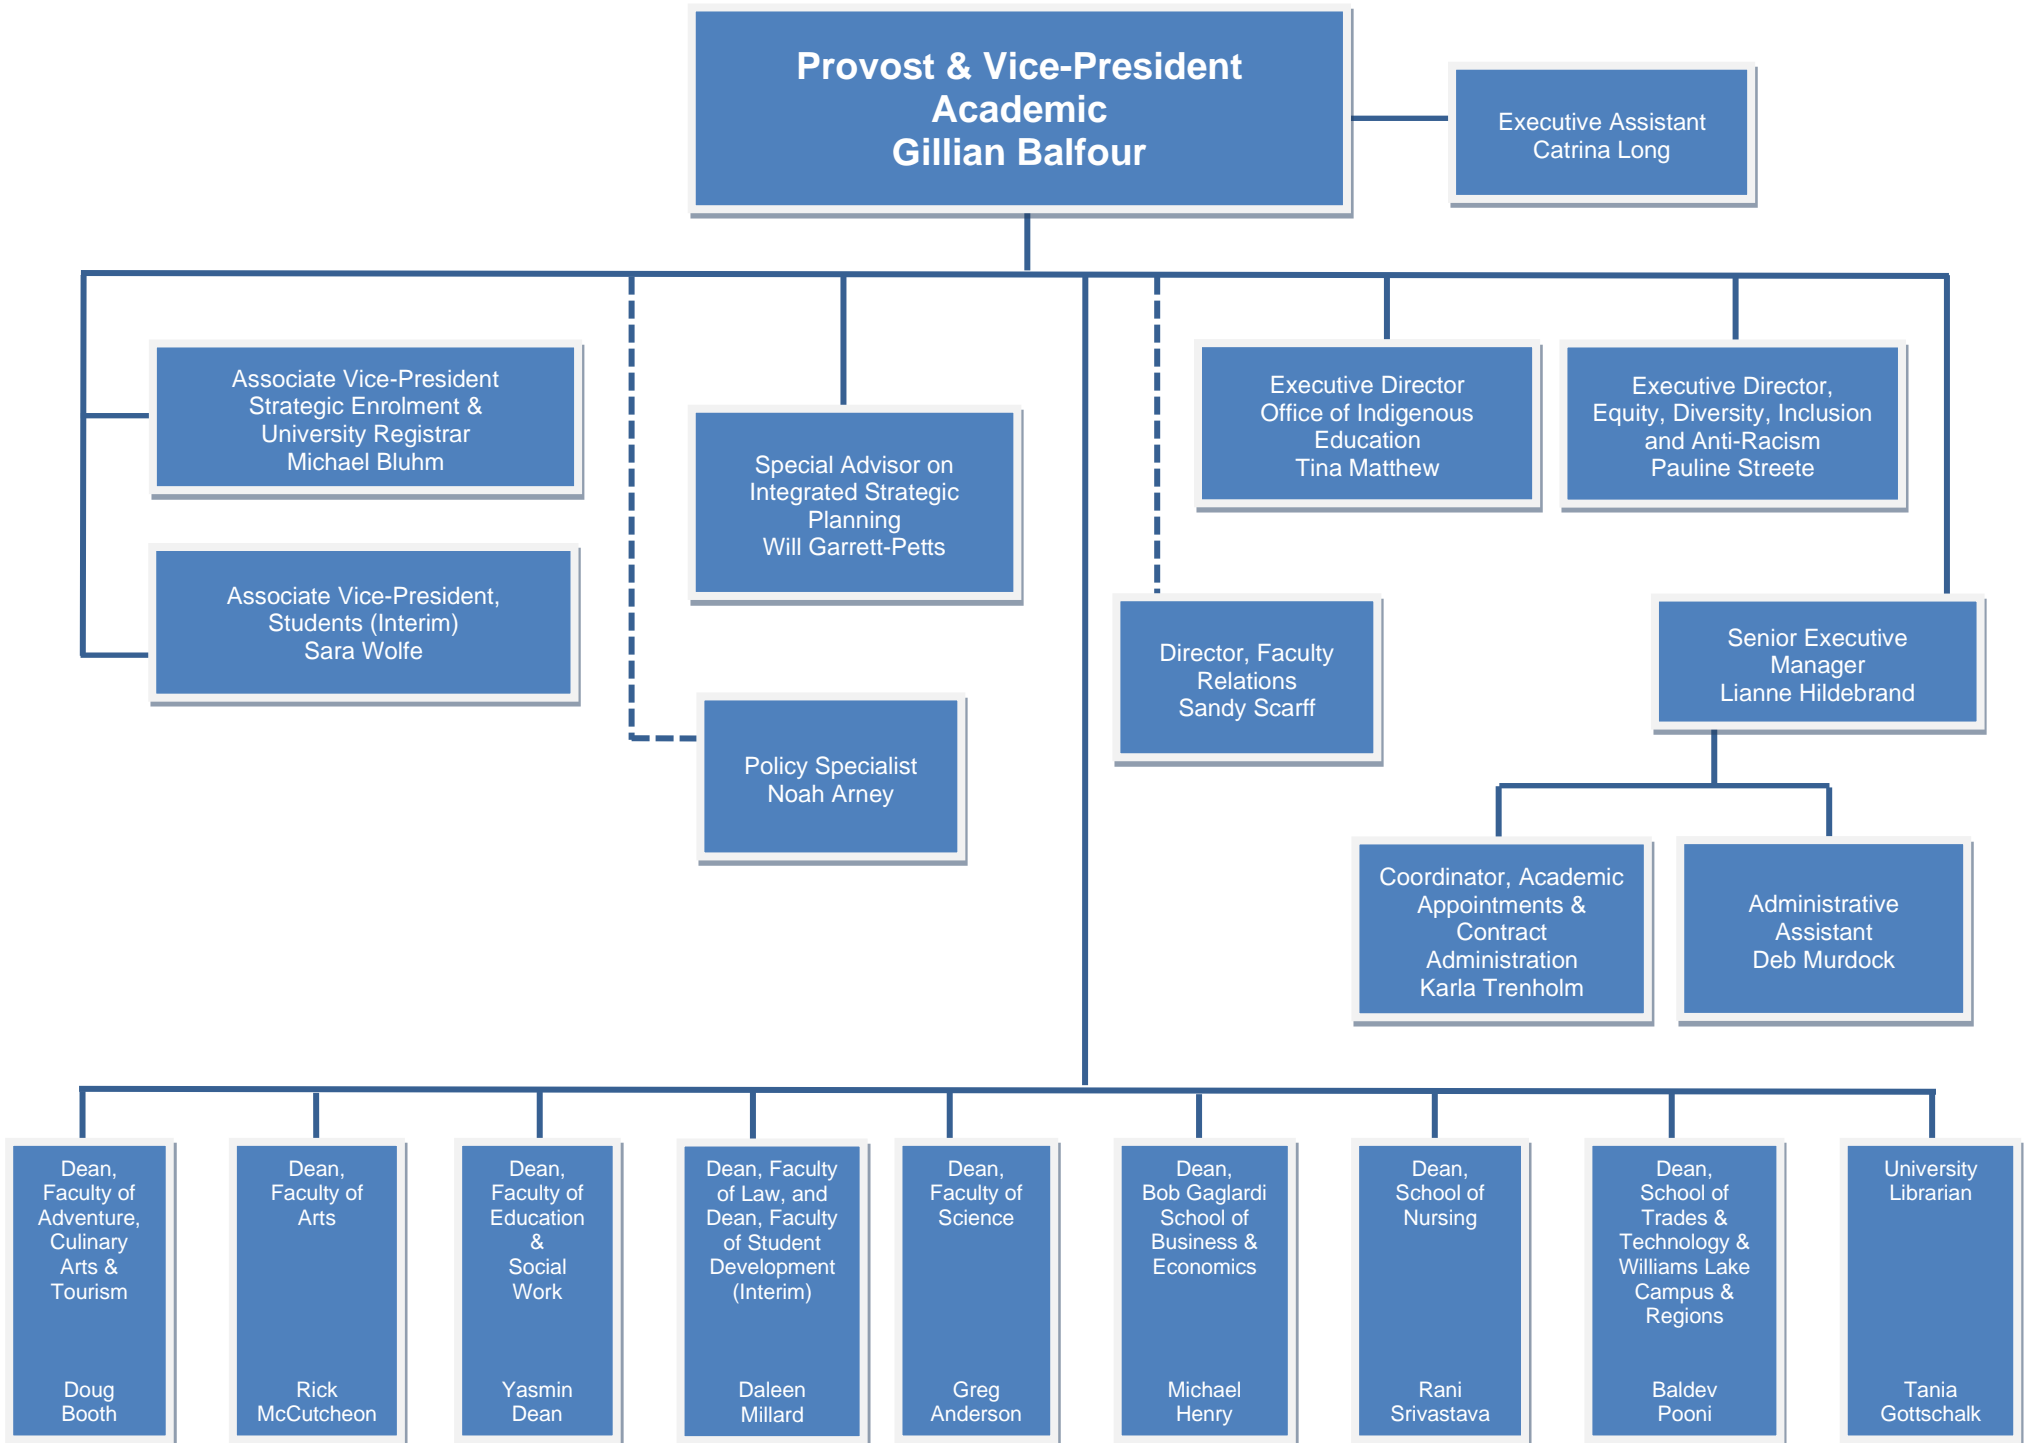 Provost & Vice-President
Academic
Gillian Balfour
Executive Assistant
Catrina Long
Associate Vice-President
Strategic Enrolment &
University Registrar
Michael Bluhm
Associate Vice-President,
Students (Interim)
Sara Wolfe
Special Advisor on
Integrated Strategic
Planning
Will Garrett-Petts
Policy Specialist
Noah Arney
Director, Faculty
Relations
Sandy Scarff
Executive Director
Office of Indigenous
Education
Tina Matthew
Executive Director,
Equity, Diversity, Inclusion
and Anti-Racism
Pauline Streete
Senior Executive
Manager
Lianne Hildebrand
Coordinator, Academic
Appointments &
Contract
Administration
Karla Trenholm
Administrative
Assistant
Deb Murdock
Dean,
Faculty of
Adventure,
Culinary
Arts &
Tourism
Doug
Booth
Dean,
Faculty of
Arts
Rick
McCutcheon
Dean,
Faculty of
Education
&
Social
Work
Yasmin
Dean
Dean, Faculty
of Law, and
Dean, Faculty
of Student
Development
(Interim)
Daleen
Millard
Dean,
Faculty of
Science
Greg
Anderson
Dean,
Bob Gaglardi
School of
Business &
Economics
Michael
Henry
Dean,
School of
Nursing
Rani
Srivastava
Dean,
School of
Trades &
Technology &
Williams Lake
Campus &
Regions
Baldev
Pooni
University
Librarian
Tania
Gottschalk